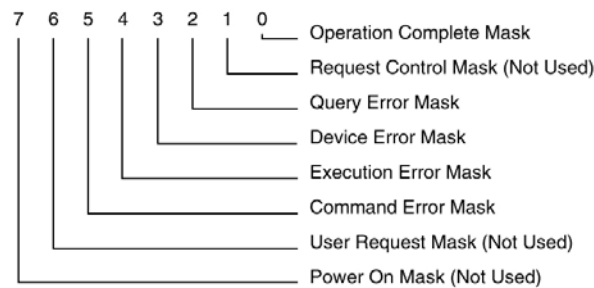 7 6 5 4 3 2 1 0
Operation Complete Mask
Request Control Mask (Not Used)
Query Error Mask
Device Error Mask
Execution Error Mask
Command Error Mask
User Request Mask (Not Used)
Power On Mask (Not Used)